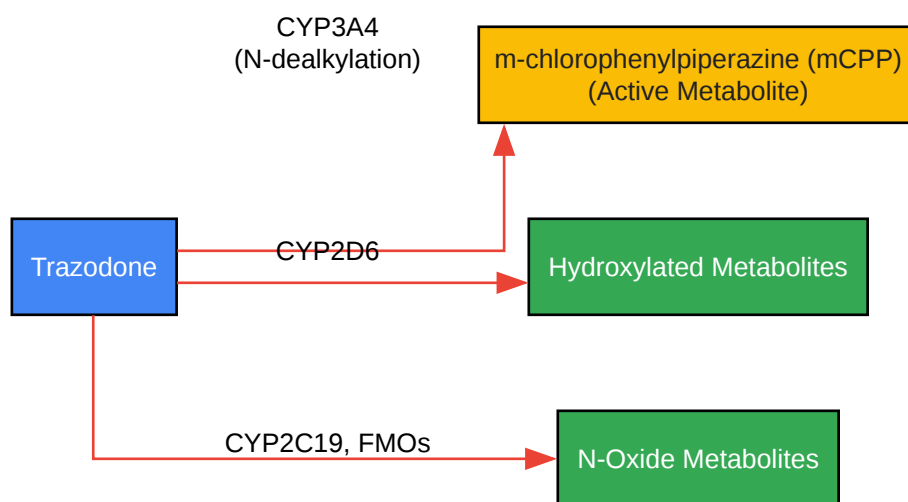 CYP3A4
(N-dealkylation)
m-chlorophenylpiperazine (mCPP)
(Active Metabolite)
Trazodone
CYP2D6
Hydroxylated Metabolites
CYP2C19, FMOs
N-Oxide Metabolites